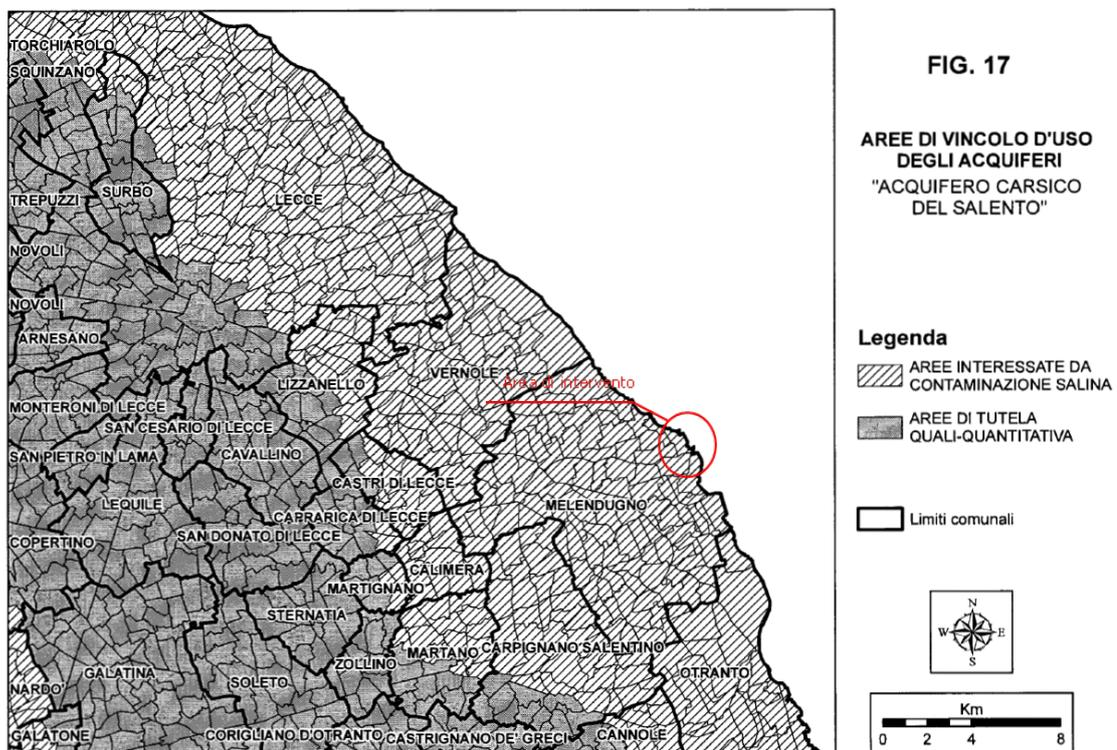 FIG. 17
AREE DI VINCOLO D'USO
DEGLI ACQUIFERI
"ACQUIFERO CARSICO
DEL SALENTO"
Legenda
AREE INTERESSATE DA
CONTAMINAZIONE SALINA
AREE DI TUTELA
QUALI-QUANTITATIVA
Limiti comunali
N
W
E
S
Km
0
2
4
8
TORCHIAROLO
SQUINZANO
TREPUZZI
SURBO
LECCE
NOVOLI
NOVOLI
ARNESANO
LIZZANELLO
VERNOLE
Area di intervento
MONTERONI DI LECCE
SAN CESARIO DI LECCE
SAN PIETRO IN LAMA
CAVALLINO
CASTRI DI LECCE
LEQUILE
MELENDUGNO
CAPRARICA DI LECCE
COPERTINO
SAN DONATO DI LECCE
CALIMERA
MARTIGNANO
STERNATIA
MARTANO
CARPIGNANO SALENTINO
ZOLLINO
GALATINA
SOLETO
OTRANTO
NARDO'
GALATONE
CORIGLIANO D'OTRANTO
CASTRIGNANO DE' GRECI
CANNOLE